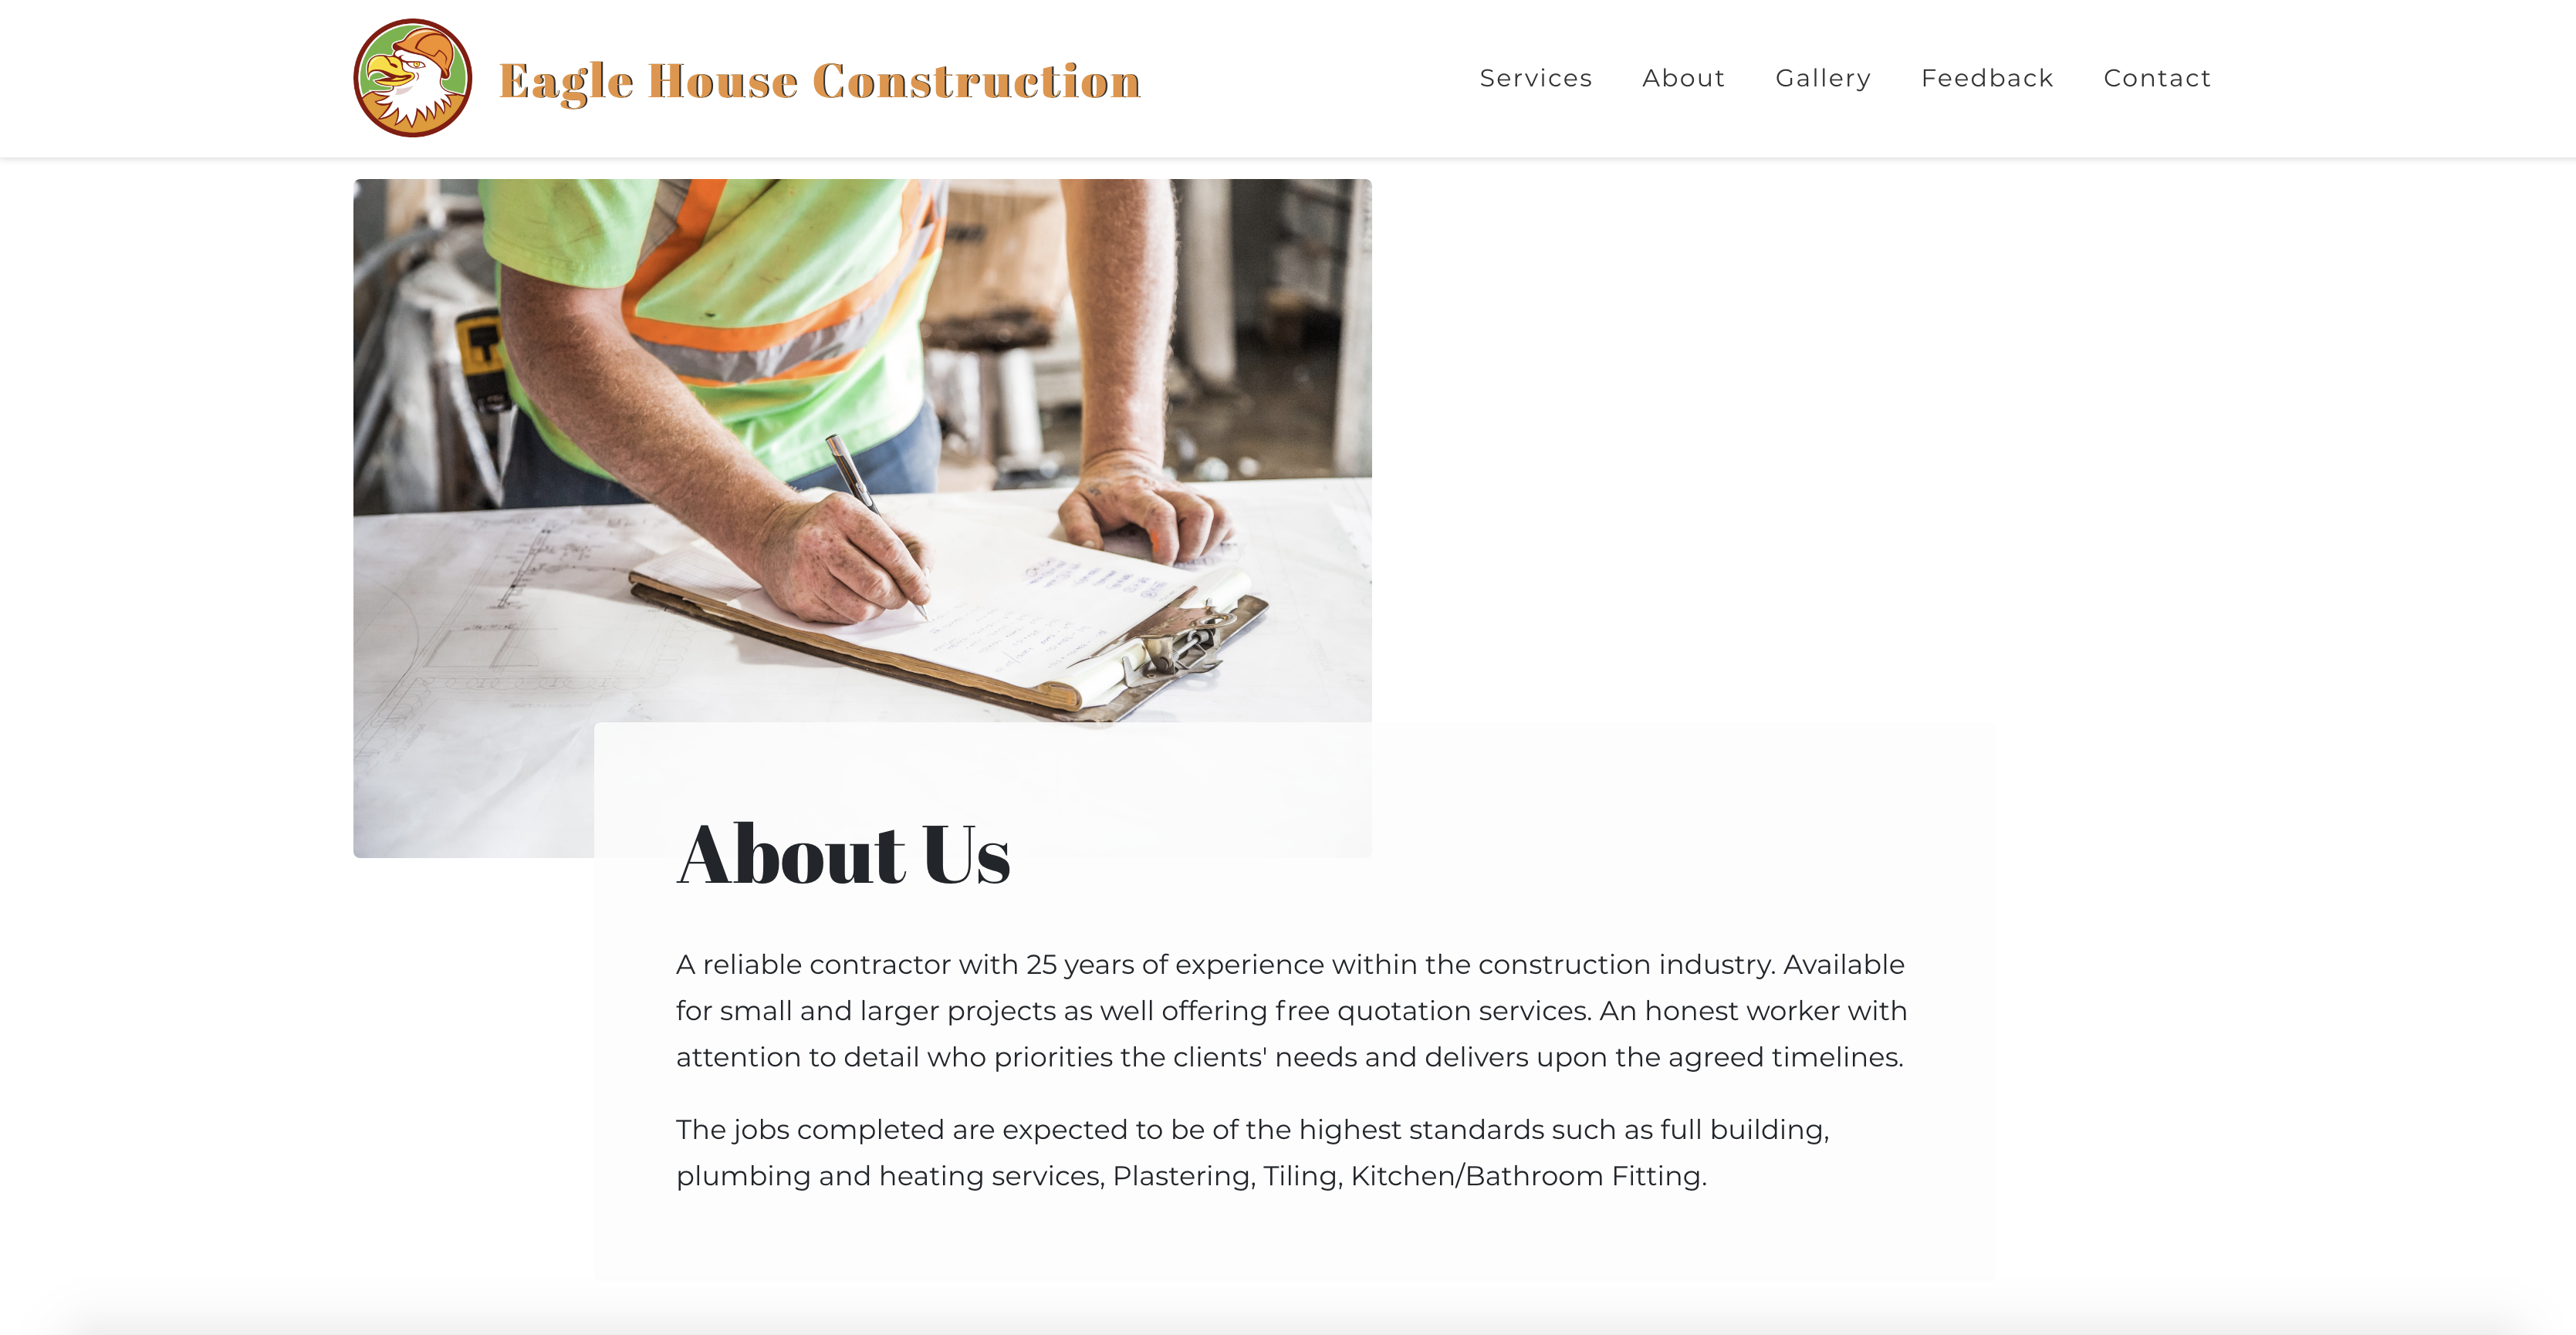 Eagle House Construction
Services About Gallery Feedback Contact
About Us
A reliable contractor with 25 years of experience within the construction industry. Available
for small and larger projects as well offering free quotation services. An honest worker with
attention to detail who priorities the clients' needs and delivers upon the agreed timelines.
The jobs completed are expected to be of the highest standards such as full building,
plumbing and heating services, Plastering, Tiling, Kitchen/Bathroom Fitting.